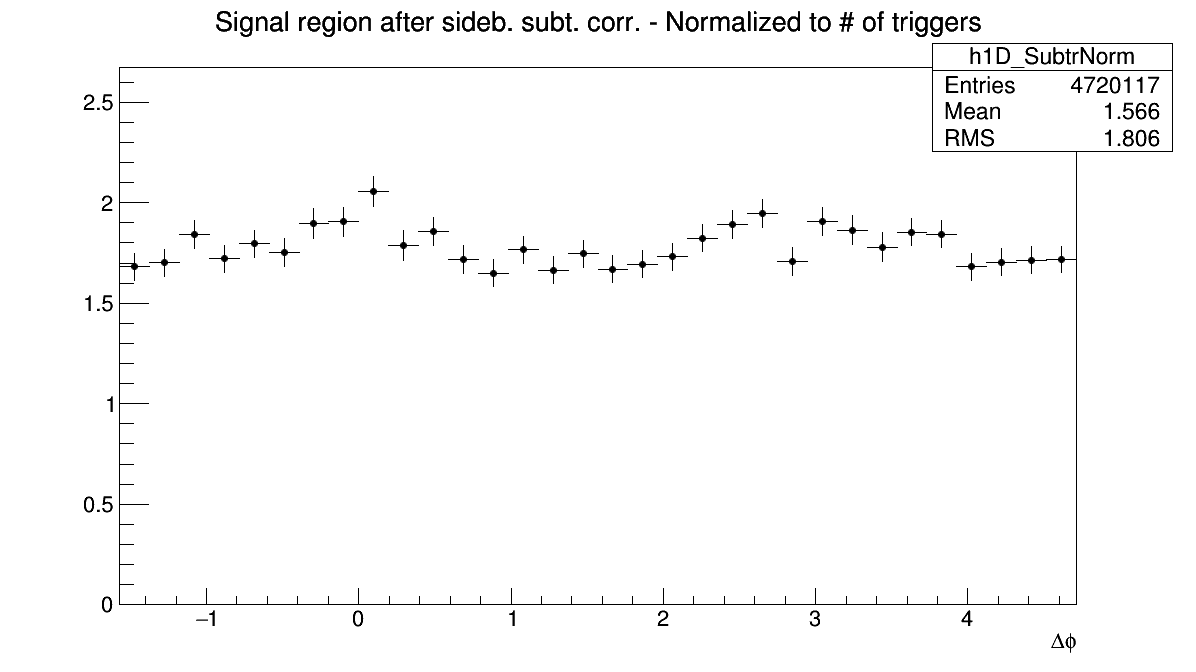 Signal region after sideb. subt. corr. - Normalized to # of triggers
h1D_SubtrNorm
Entries 4720117
Mean 1.566
RMS 1.806
2.5
2
1.5
1
0.5
0
−1 0 1 2 3 4
Δϕ